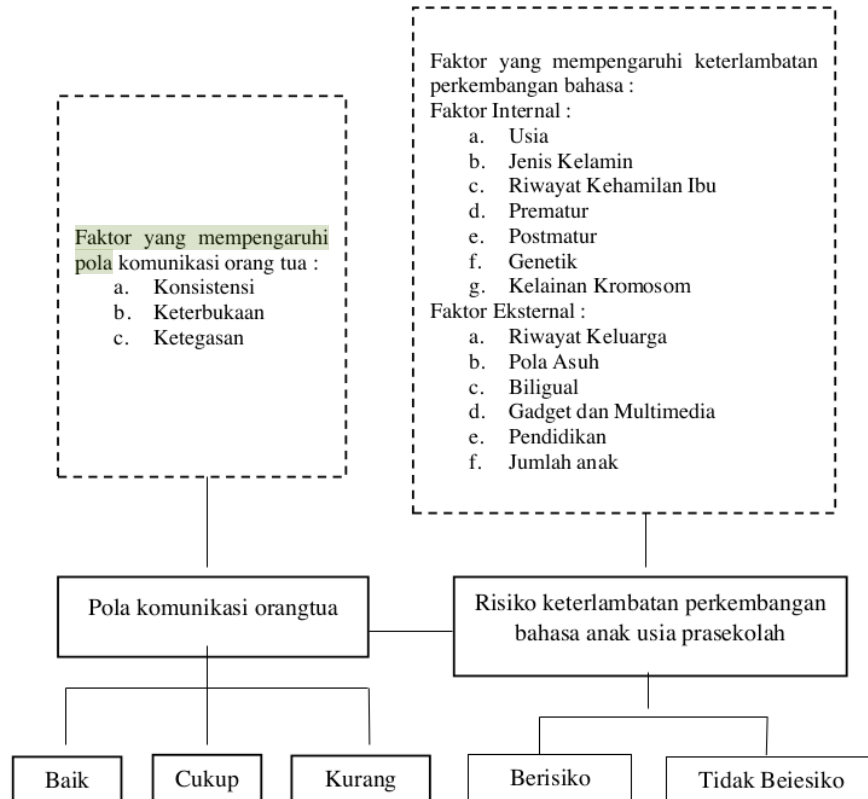 Faktor yang mempengaruhi
pola komunikasi orang tua :
a. Konsistensi
b. Keterbukaan
c. Ketegasan
Faktor yang mempengaruhi keterlambatan
perkembangan bahasa :
Faktor Internal :
a. Usia
b. Jenis Kelamin
c. Riwayat Kehamilan Ibu
d. Prematur
e. Postmatur
f. Genetik
g. Kelainan Kromosom
Faktor Eksternal :
a. Riwayat Keluarga
b. Pola Asuh
c. Biligual
d. Gadget dan Multimedia
e. Pendidikan
f. Jumlah anak
Pola komunikasi orangtua
Risiko keterlambatan perkembangan
bahasa anak usia prasekolah
Baik
Cukup
Kurang
Berisiko
Tidak Beiesiko